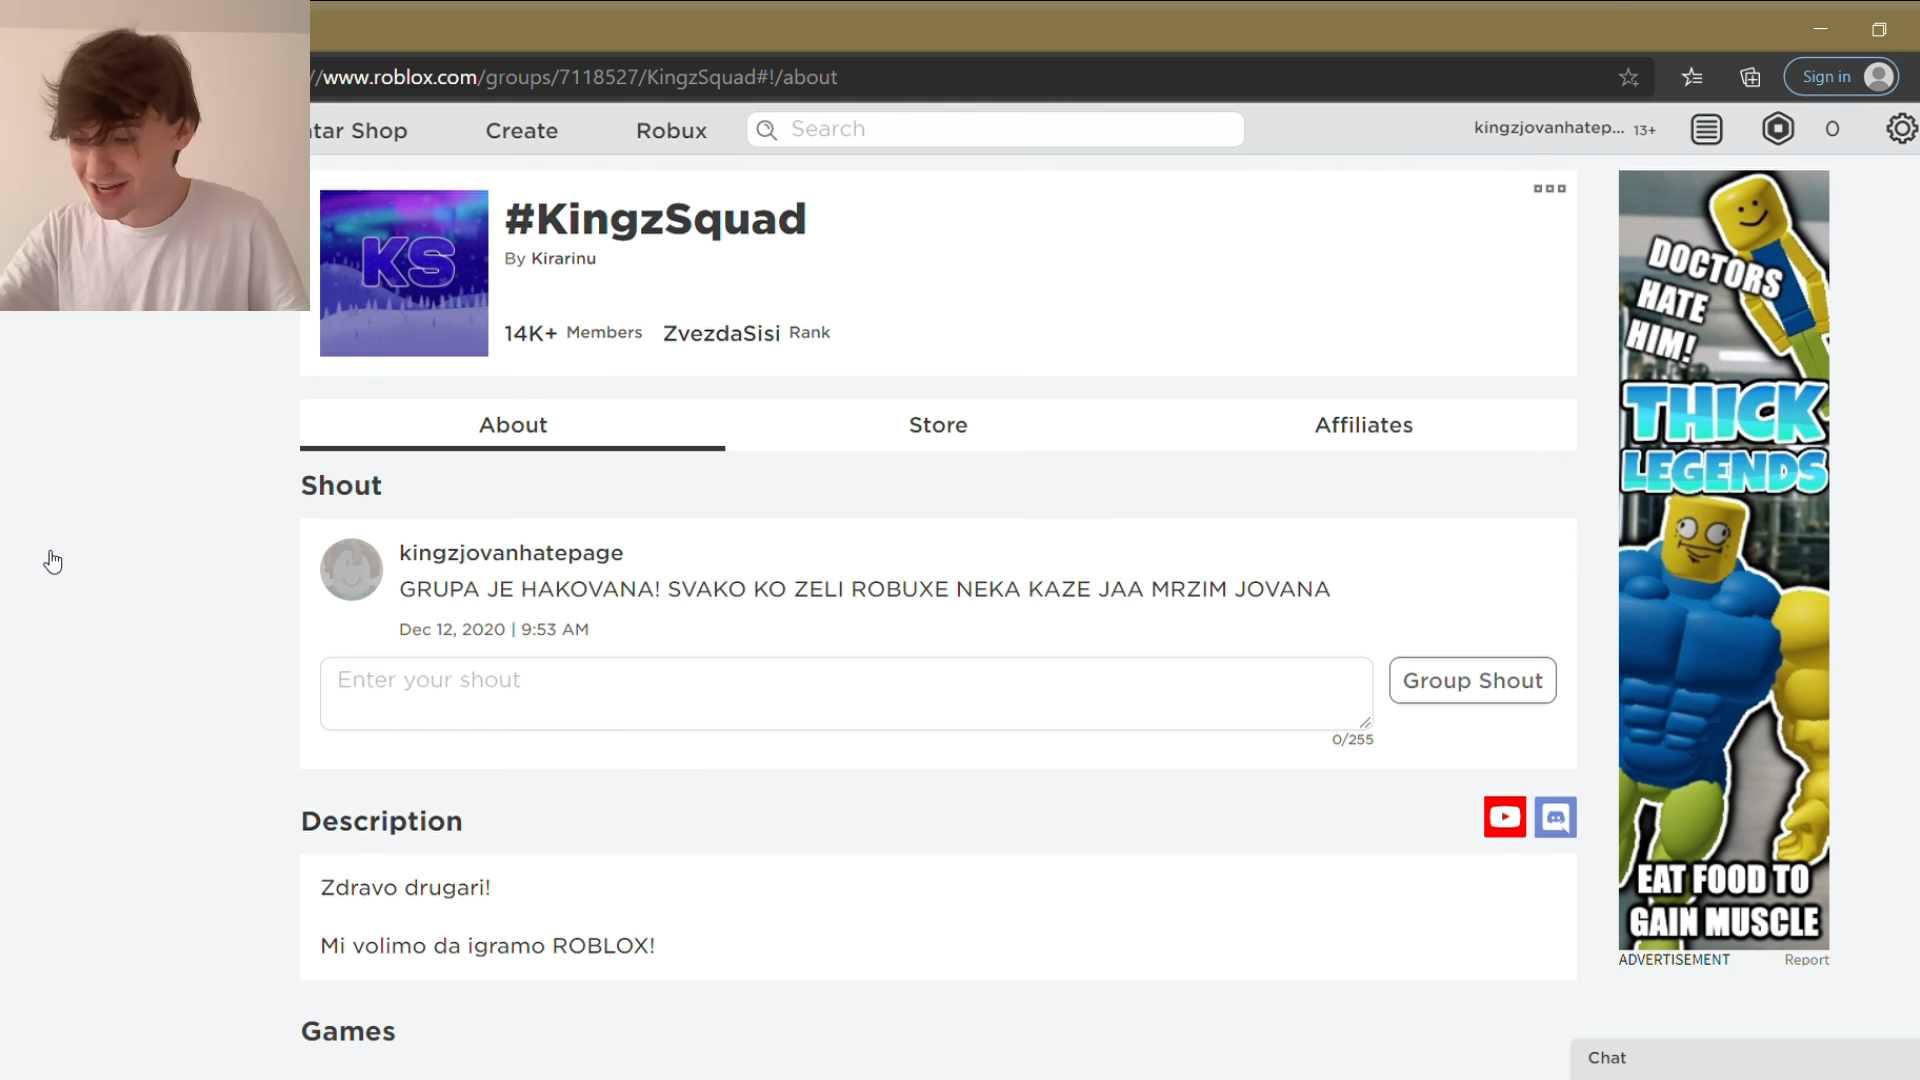 //www.roblox.com/groups/7118527/KingzSquad#!/about
Sign in
tar Shop
Create
Robux
Search
kingzjovanhatep... 13+
0
#KingzSquad
By Kirarinu
KS
14K+ Members ZvezdaSisi Rank
About
Store
Affiliates
Shout
kingzjovanhatepage
GRUPA JE HAKOVANA! SVAKO KO ZELI ROBUXE NEKA KAZE JAA MRZIM JOVANA
Dec 12, 2020 | 9:53 AM
Enter your shout
Group Shout
0/255
Description
Zdravo drugari!
Mi volimo da igramo ROBLOX!
Games
DOCTORS
HATE
HIM!
THICK
LEGENDS
EAT FOOD TO
GAIN MUSCLE
ADVERTISEMENT
Report
Chat